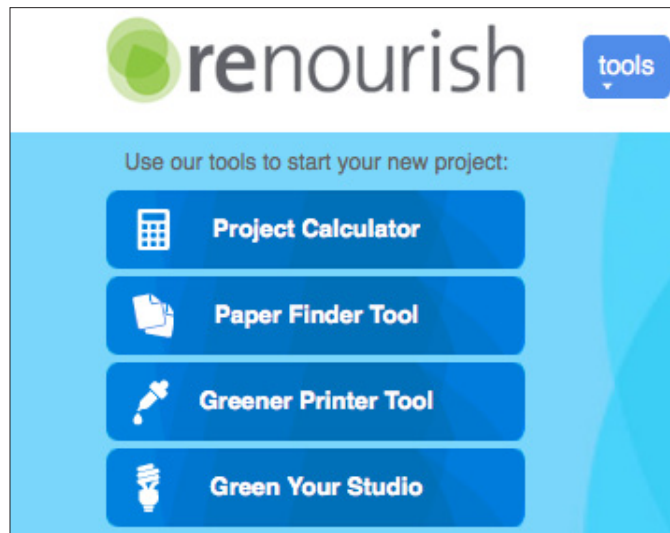 renourish
tools
Use our tools to start your new project:
Project Calculator
Paper Finder Tool
Greener Printer Tool
Green Your Studio